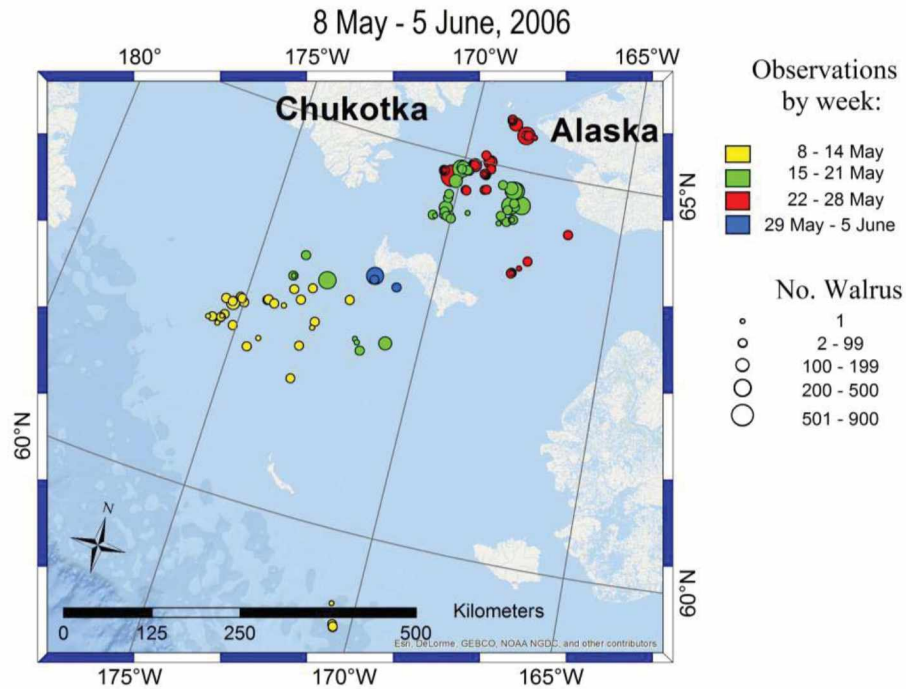 8 May - 5 June, 2006
180°
175°W
170°W
165°W
Chukotka
Alaska
65°N
60°N
60°N
N
Kilometers
0
125
250
500
Esri, DeLorme, GEBCO, NOAA NGDC, and other contributors
175°W
170°W
165°W
Observations
by week:
8 - 14 May
15 - 21 May
22 - 28 May
29 May - 5 June
No. Walrus
1
2 - 99
100 - 199
200 - 500
501 - 900